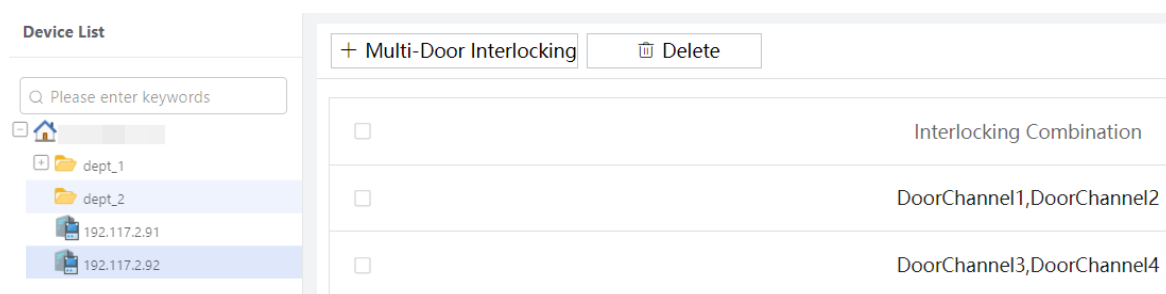 Device List
+ Multi-Door Interlocking Delete
Please enter keywords
Interlocking Combination
dept_1
dept_2
DoorChannel1,DoorChannel2
192.117.2.91
192.117.2.92
DoorChannel3,DoorChannel4